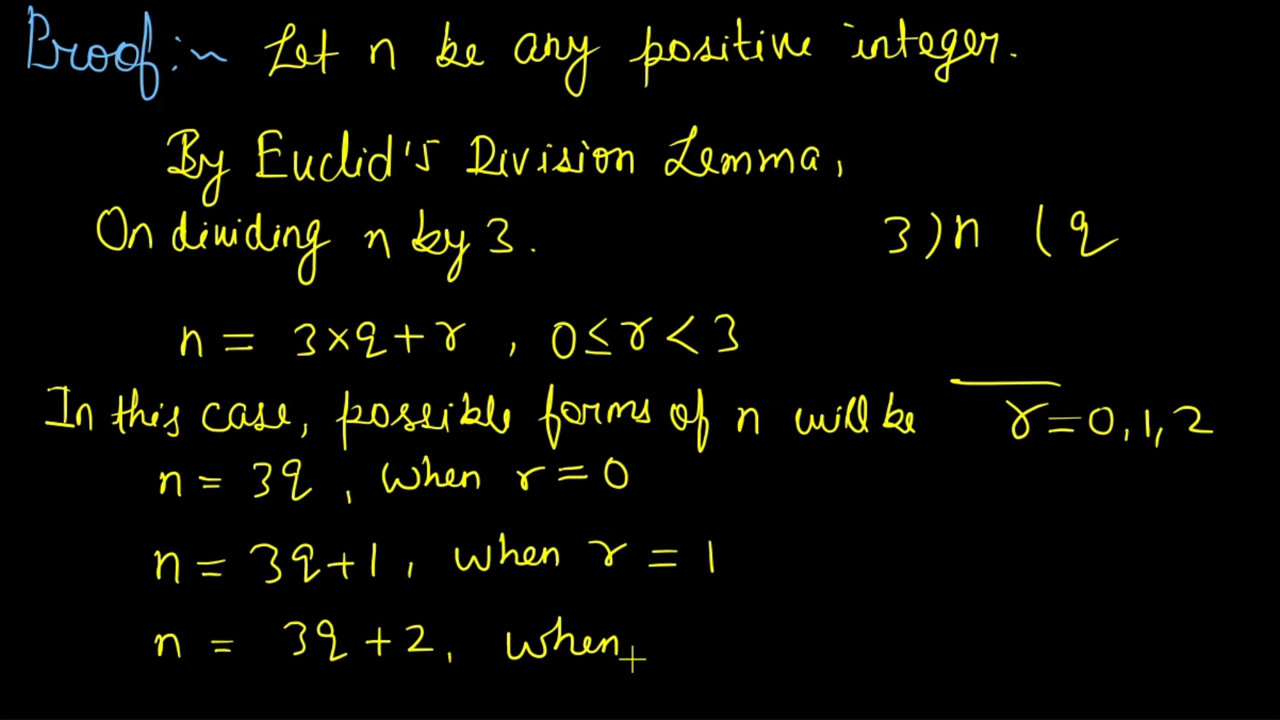 Proof:~ Let n be any positive integer.
By Euclid's Division Lemma,
On dividing n by 3.
3)n (q
n = 3×q+r , 0≤r<3
In this case, possible forms of n will be
r=0,1,2
n = 3q , when r=0
n = 3q+1 , when r = 1
n = 3q+2 , when